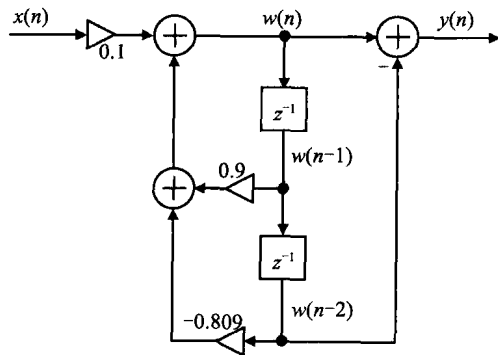 x(n) w(n) y(n)
0.1
z⁻¹
w(n-1)
0.9
z⁻¹
w(n-2)
-0.809